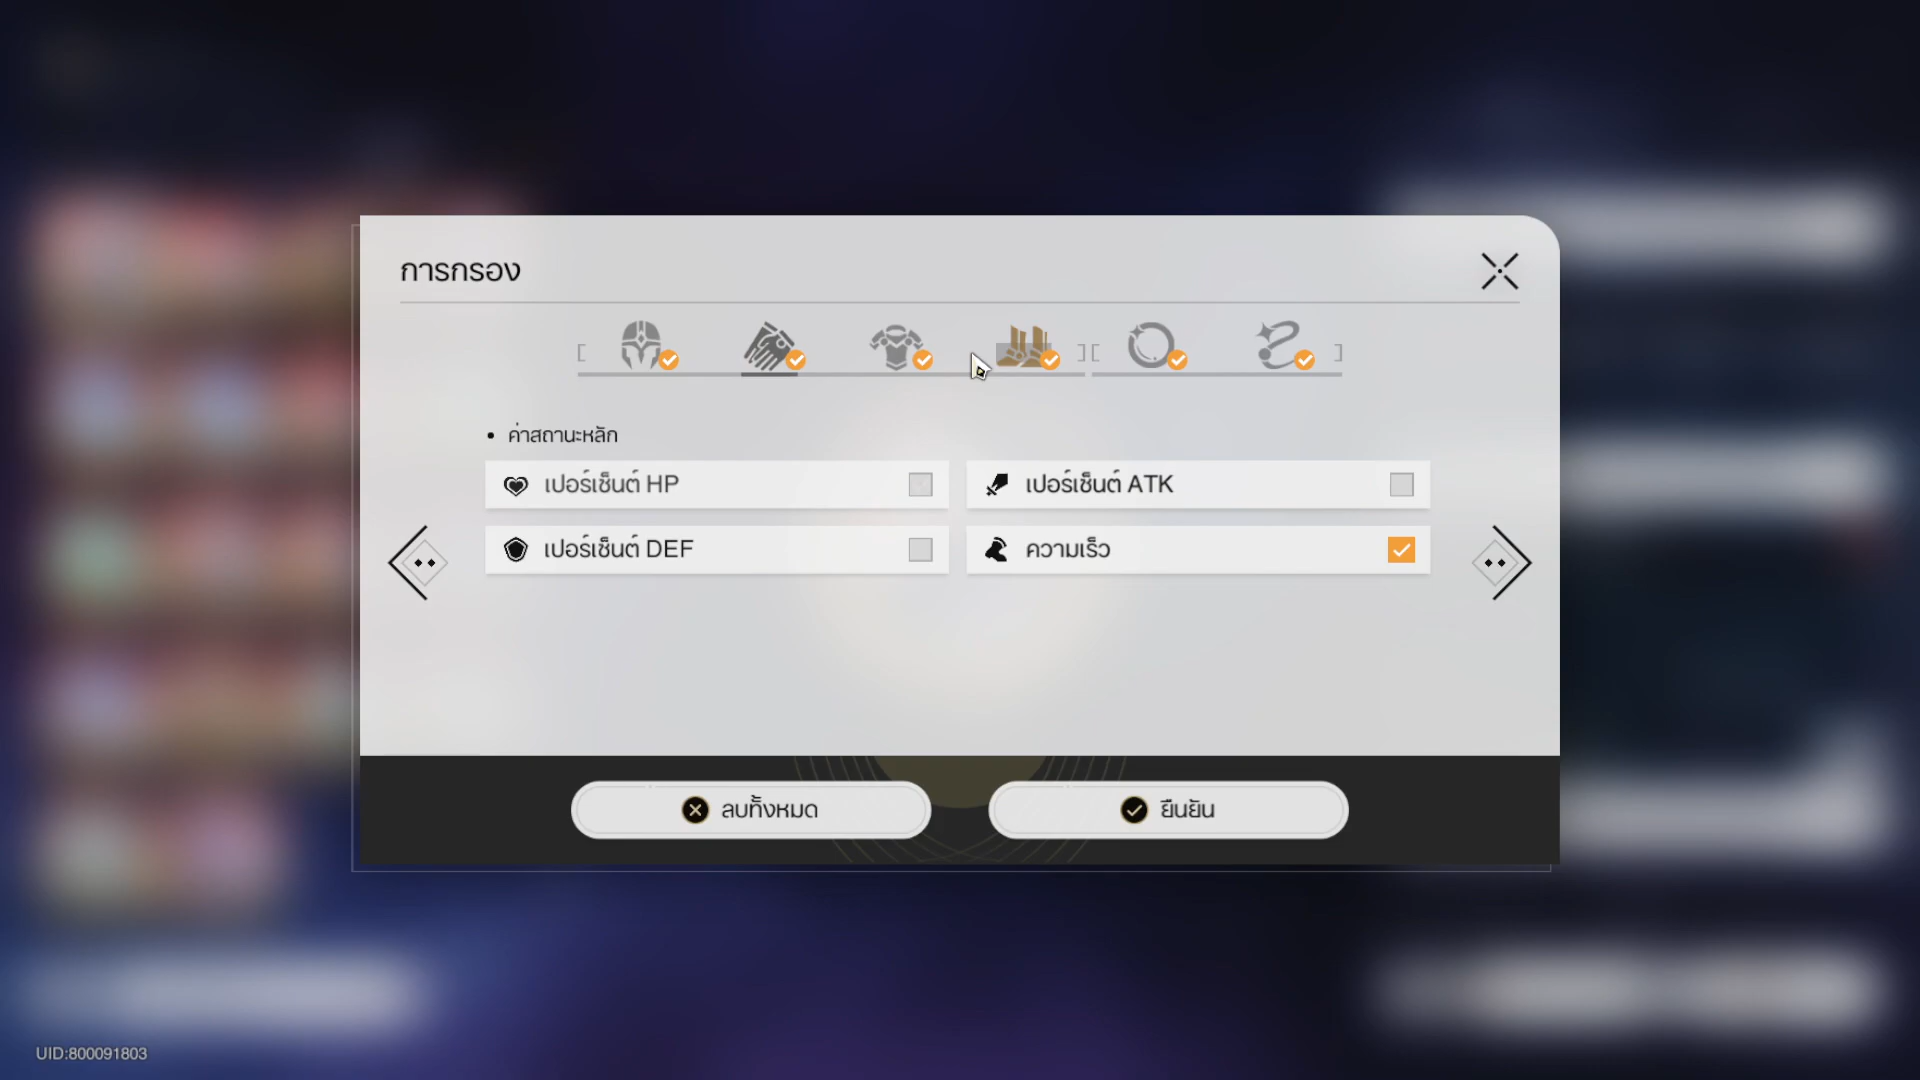 การกรอง
ค่าสถานะหลัก
เปอร์เซ็นต์ HP
เปอร์เซ็นต์ ATK
เปอร์เซ็นต์ DEF
ความเร็ว
ลบทั้งหมด
ยืนยัน
UID:800091803